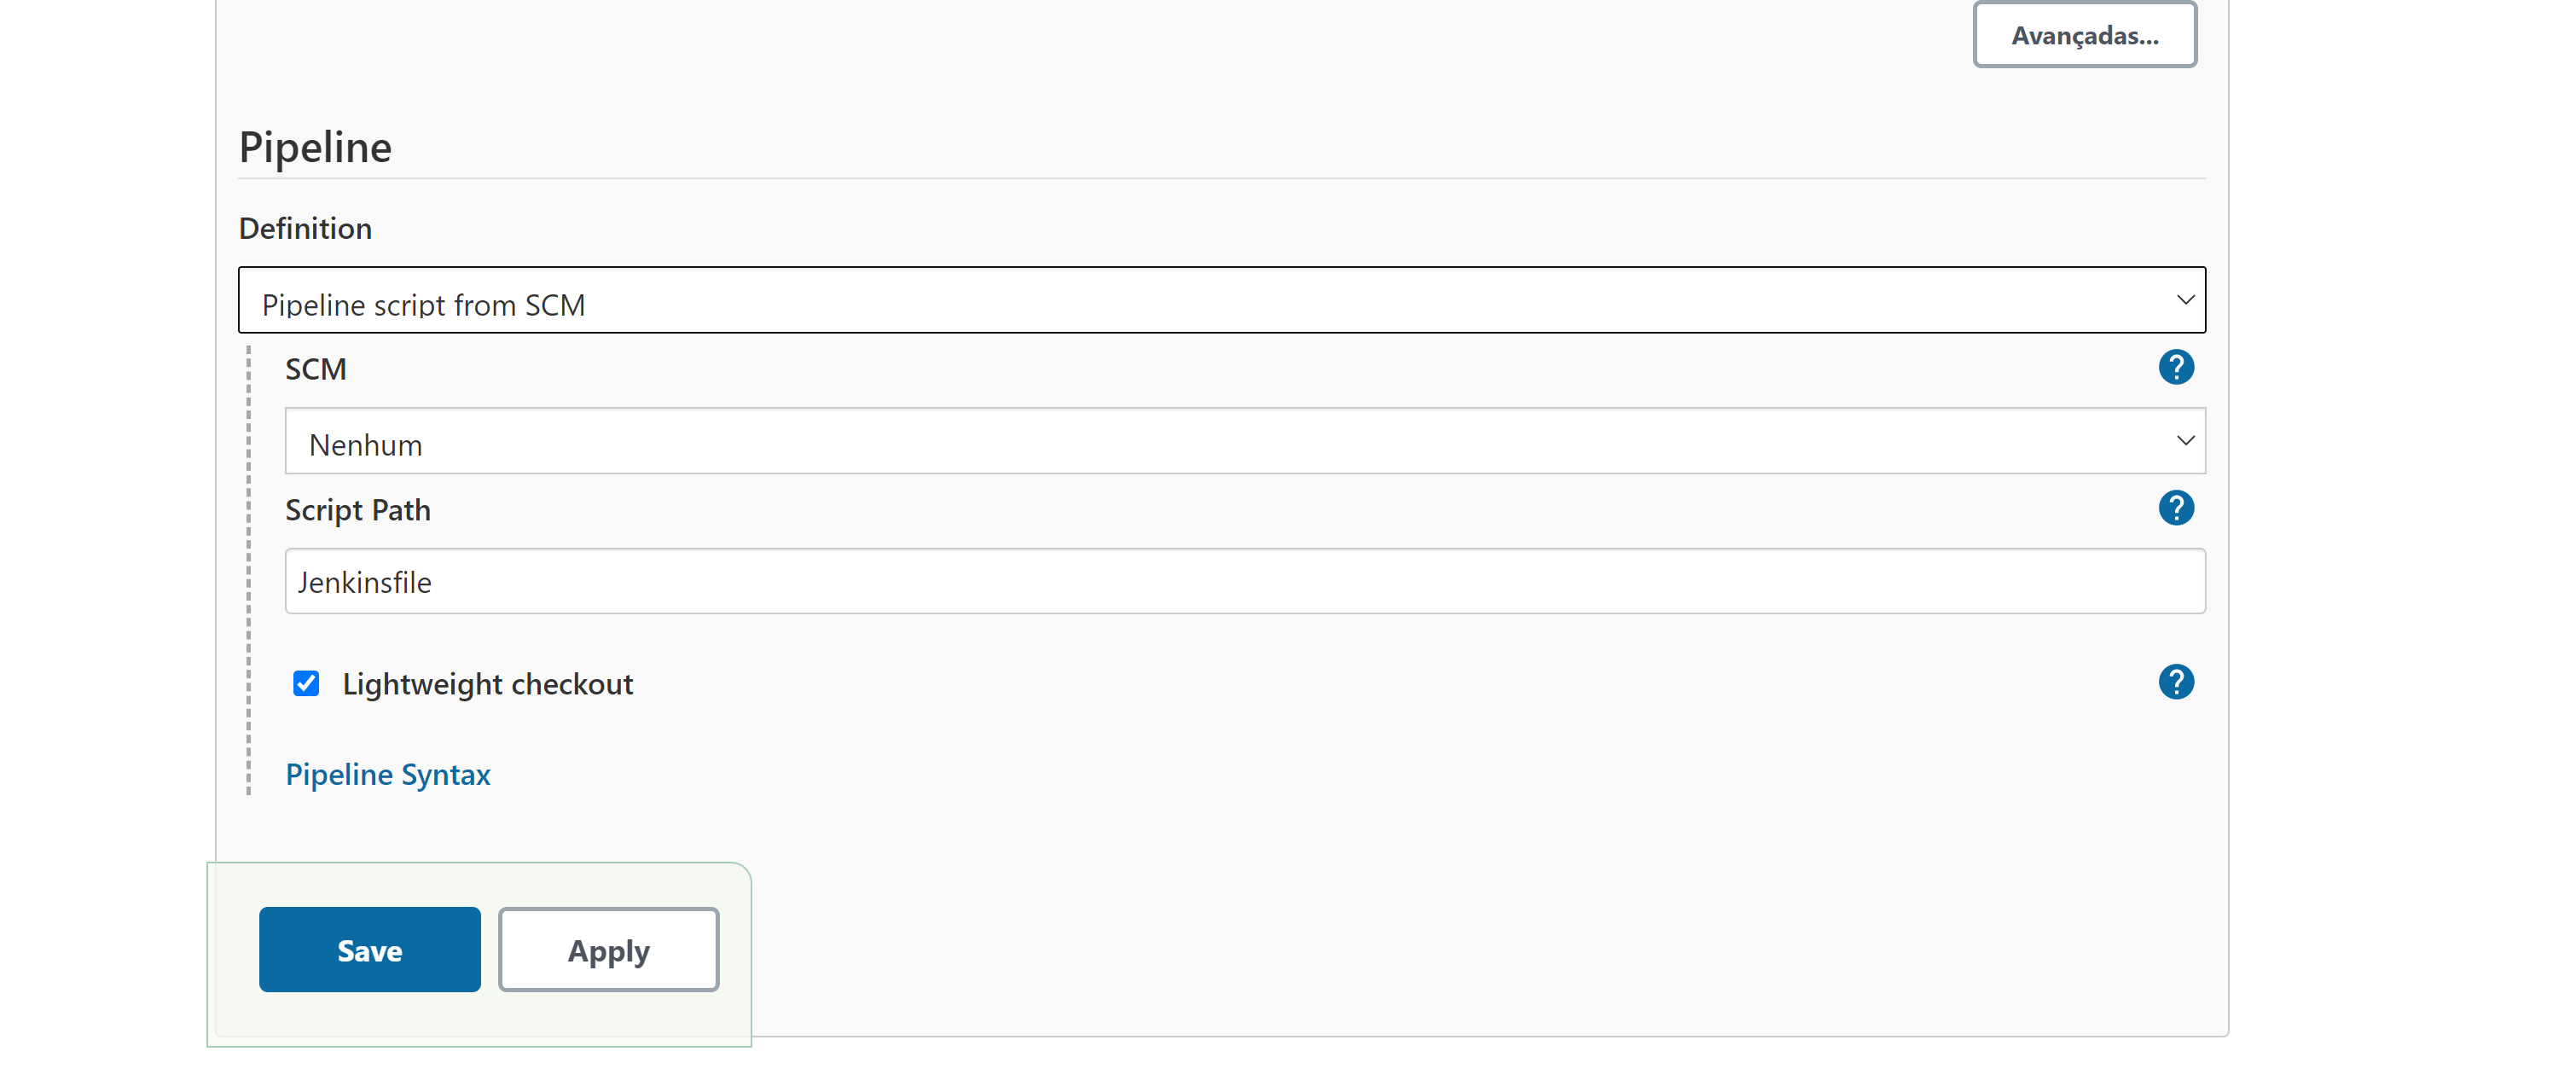 Avançadas...
Pipeline
Definition
Pipeline script from SCM
SCM
?
Nenhum
Script Path
?
Jenkinsfile
Lightweight checkout
?
Pipeline Syntax
Save
Apply